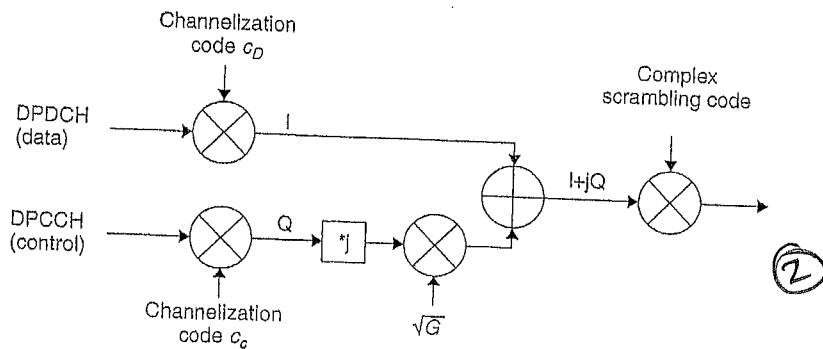 Channelization
code c_D
Complex
scrambling code
DPDCH
(data)
I
I+jQ
DPCCH
(control)
Q
*j
Channelization
code c_c
√G
2